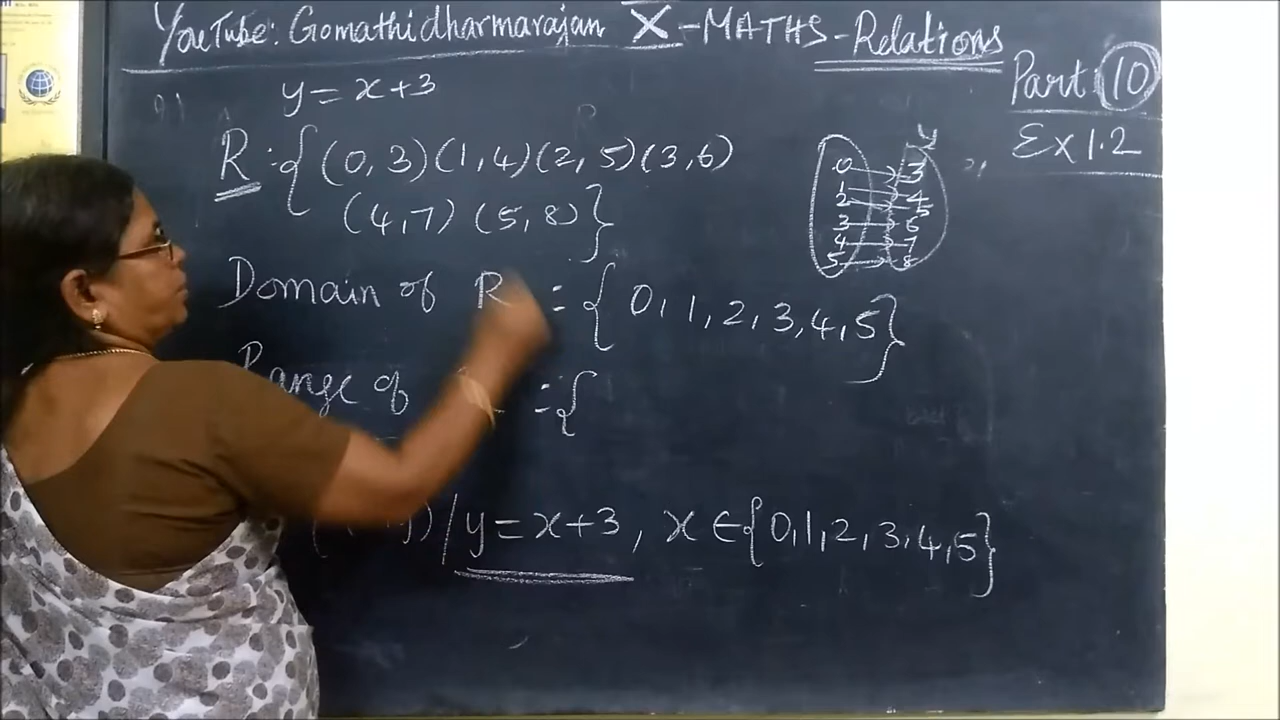 YouTube: Gomathidharmarajan X - MATHS - Relations
Part 10
Ex 1.2
y = x+3
R :{ (0, 3) (1, 4) (2, 5) (3, 6)
(4, 7) (5, 8) }
y
0 3
1 4
2 5
3 6
4 7
5 8
Domain of R : { 0, 1, 2, 3, 4, 5 }
Range of : {
y) / y = x+3, x ∈ {0, 1, 2, 3, 4, 5}